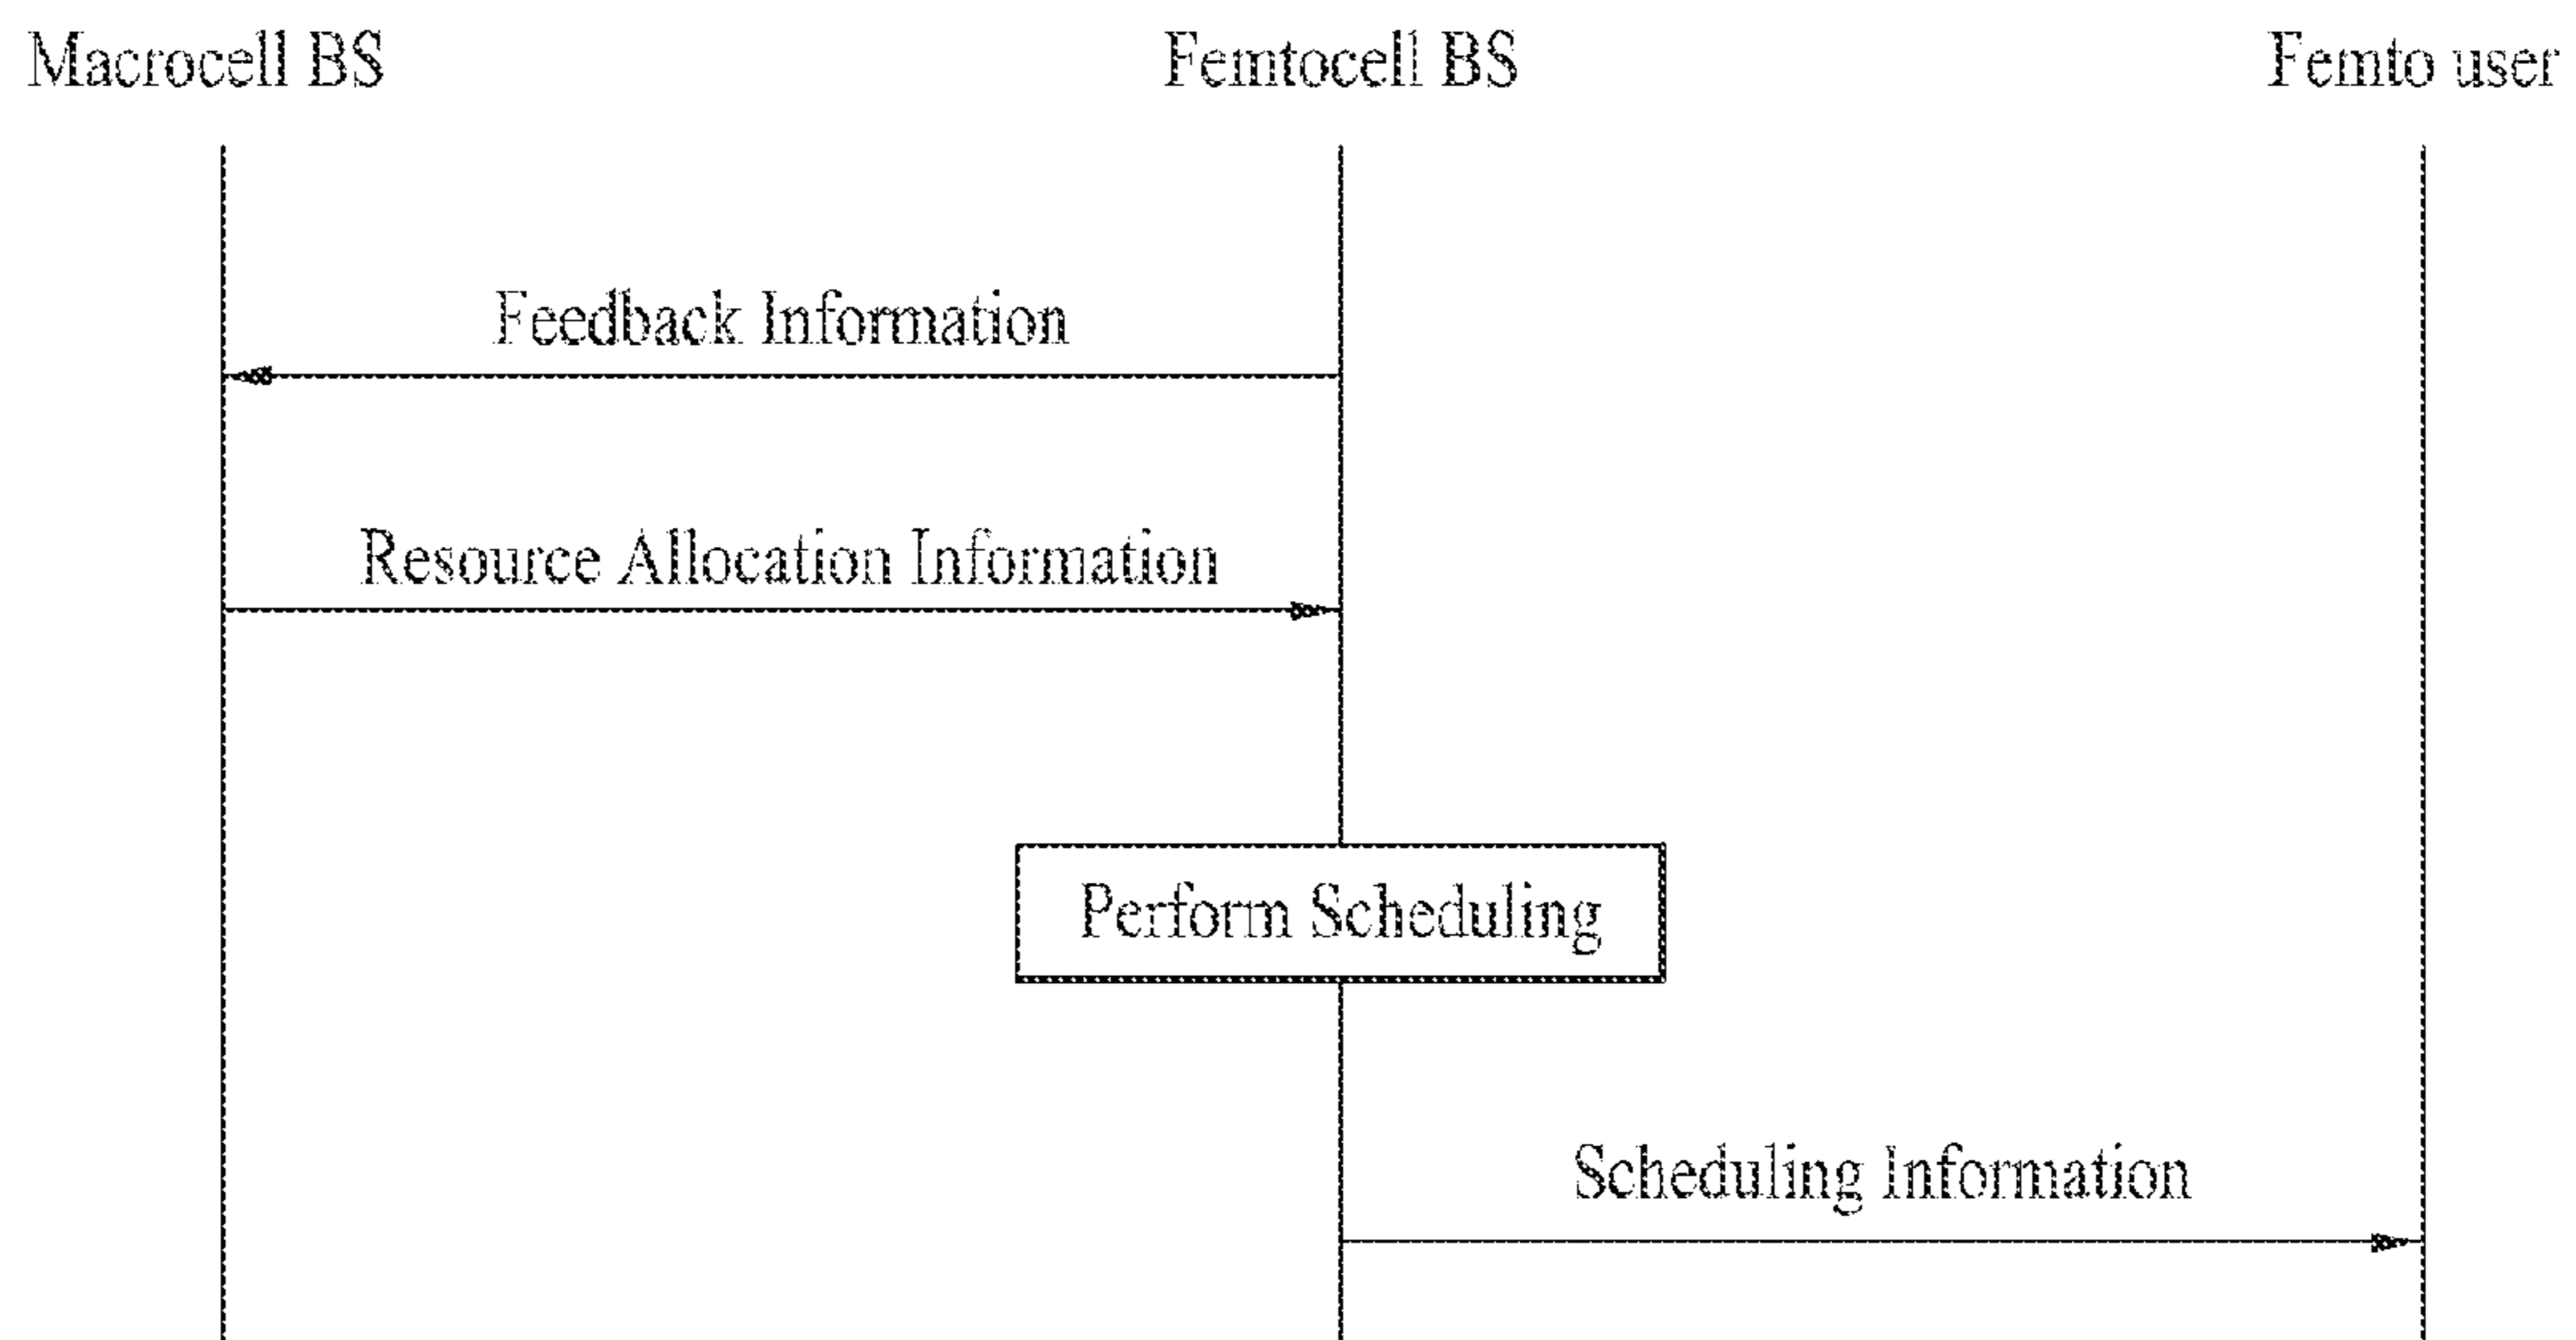 Macrocell BS
Femtocell BS
Femto user
Feedback Information
Resource Allocation Information
Perform Scheduling
Scheduling Information